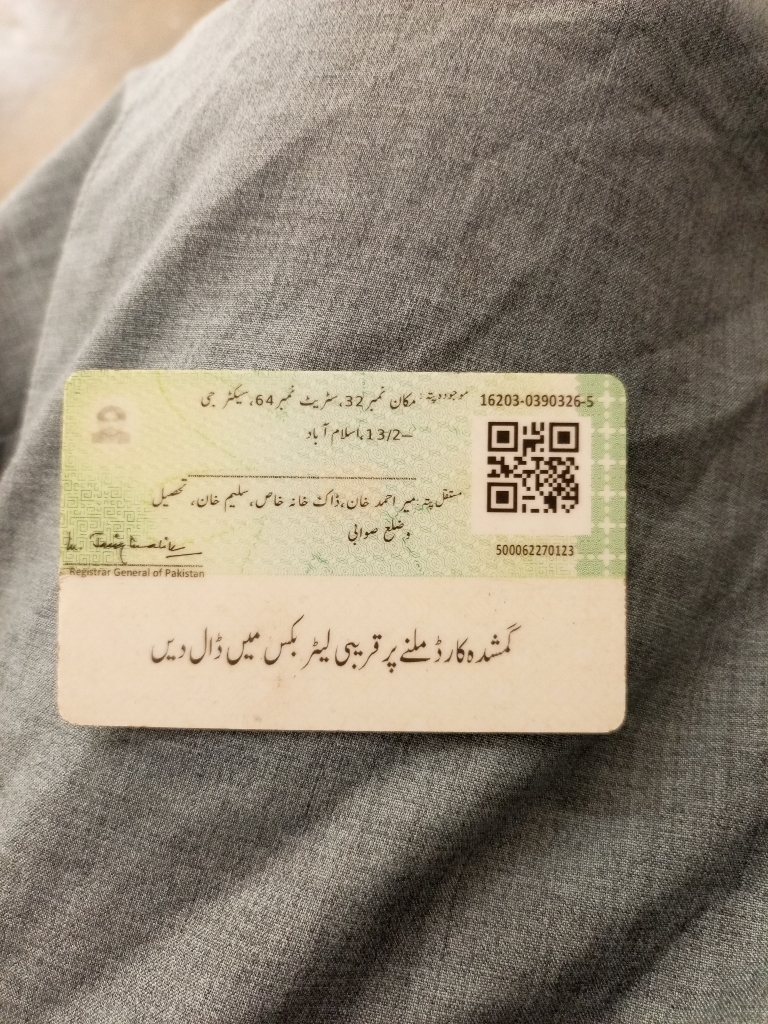 موجودہ پتہ: مکان نمبر 32، سٹریٹ نمبر 64، سیکٹر جی
–13/2، اسلام آباد
16203-0390326-5
مستقل پتہ: میر احمد خان، ڈاک خانہ خاص، سلیم خان، تحصیل
و ضلع صوابی
500062270123
Registrar General of Pakistan
گمشدہ کارڈ ملنے پر قریبی لیٹر بکس میں ڈال دیں